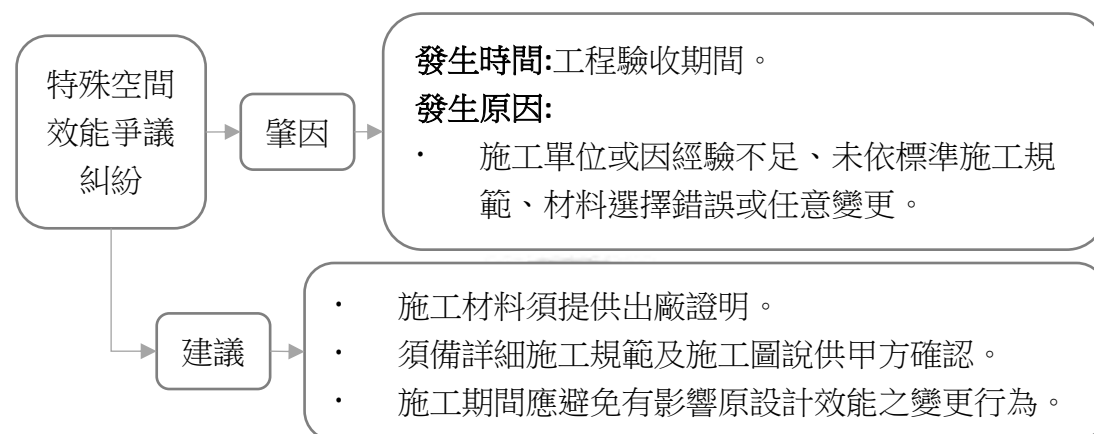 特殊空間
效能爭議
糾紛
肇因
發生時間:工程驗收期間。
發生原因:
· 施工單位或因經驗不足、未依標準施工規
範、材料選擇錯誤或任意變更。
建議
· 施工材料須提供出廠證明。
· 須備詳細施工規範及施工圖說供甲方確認。
· 施工期間應避免有影響原設計效能之變更行為。